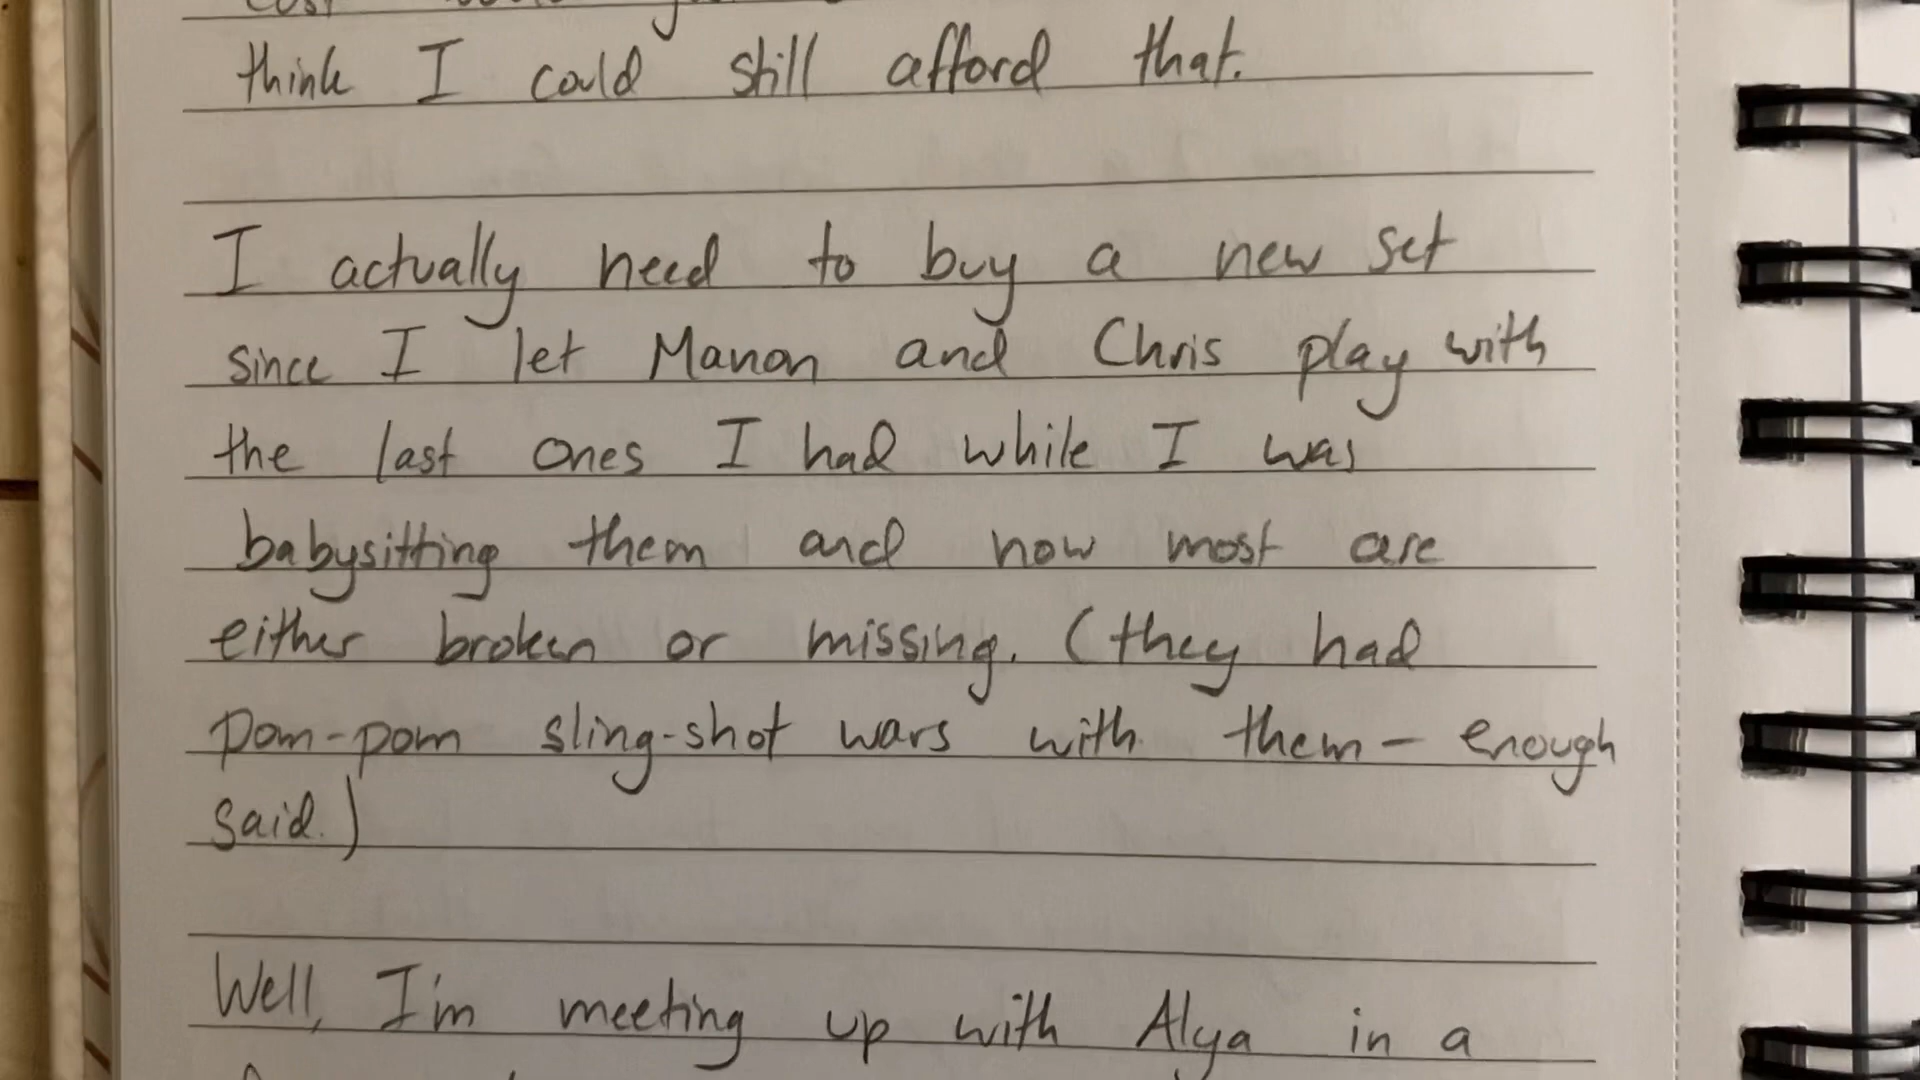 think I could still afford that.
I actually need to buy a new set
since I let Manon and Chris play with
the last ones I had while I was
babysitting them and now most are
either broken or missing. (they had
pom-pom sling-shot wars with them - enough
said.)
Well, I'm meeting up with Alya in a